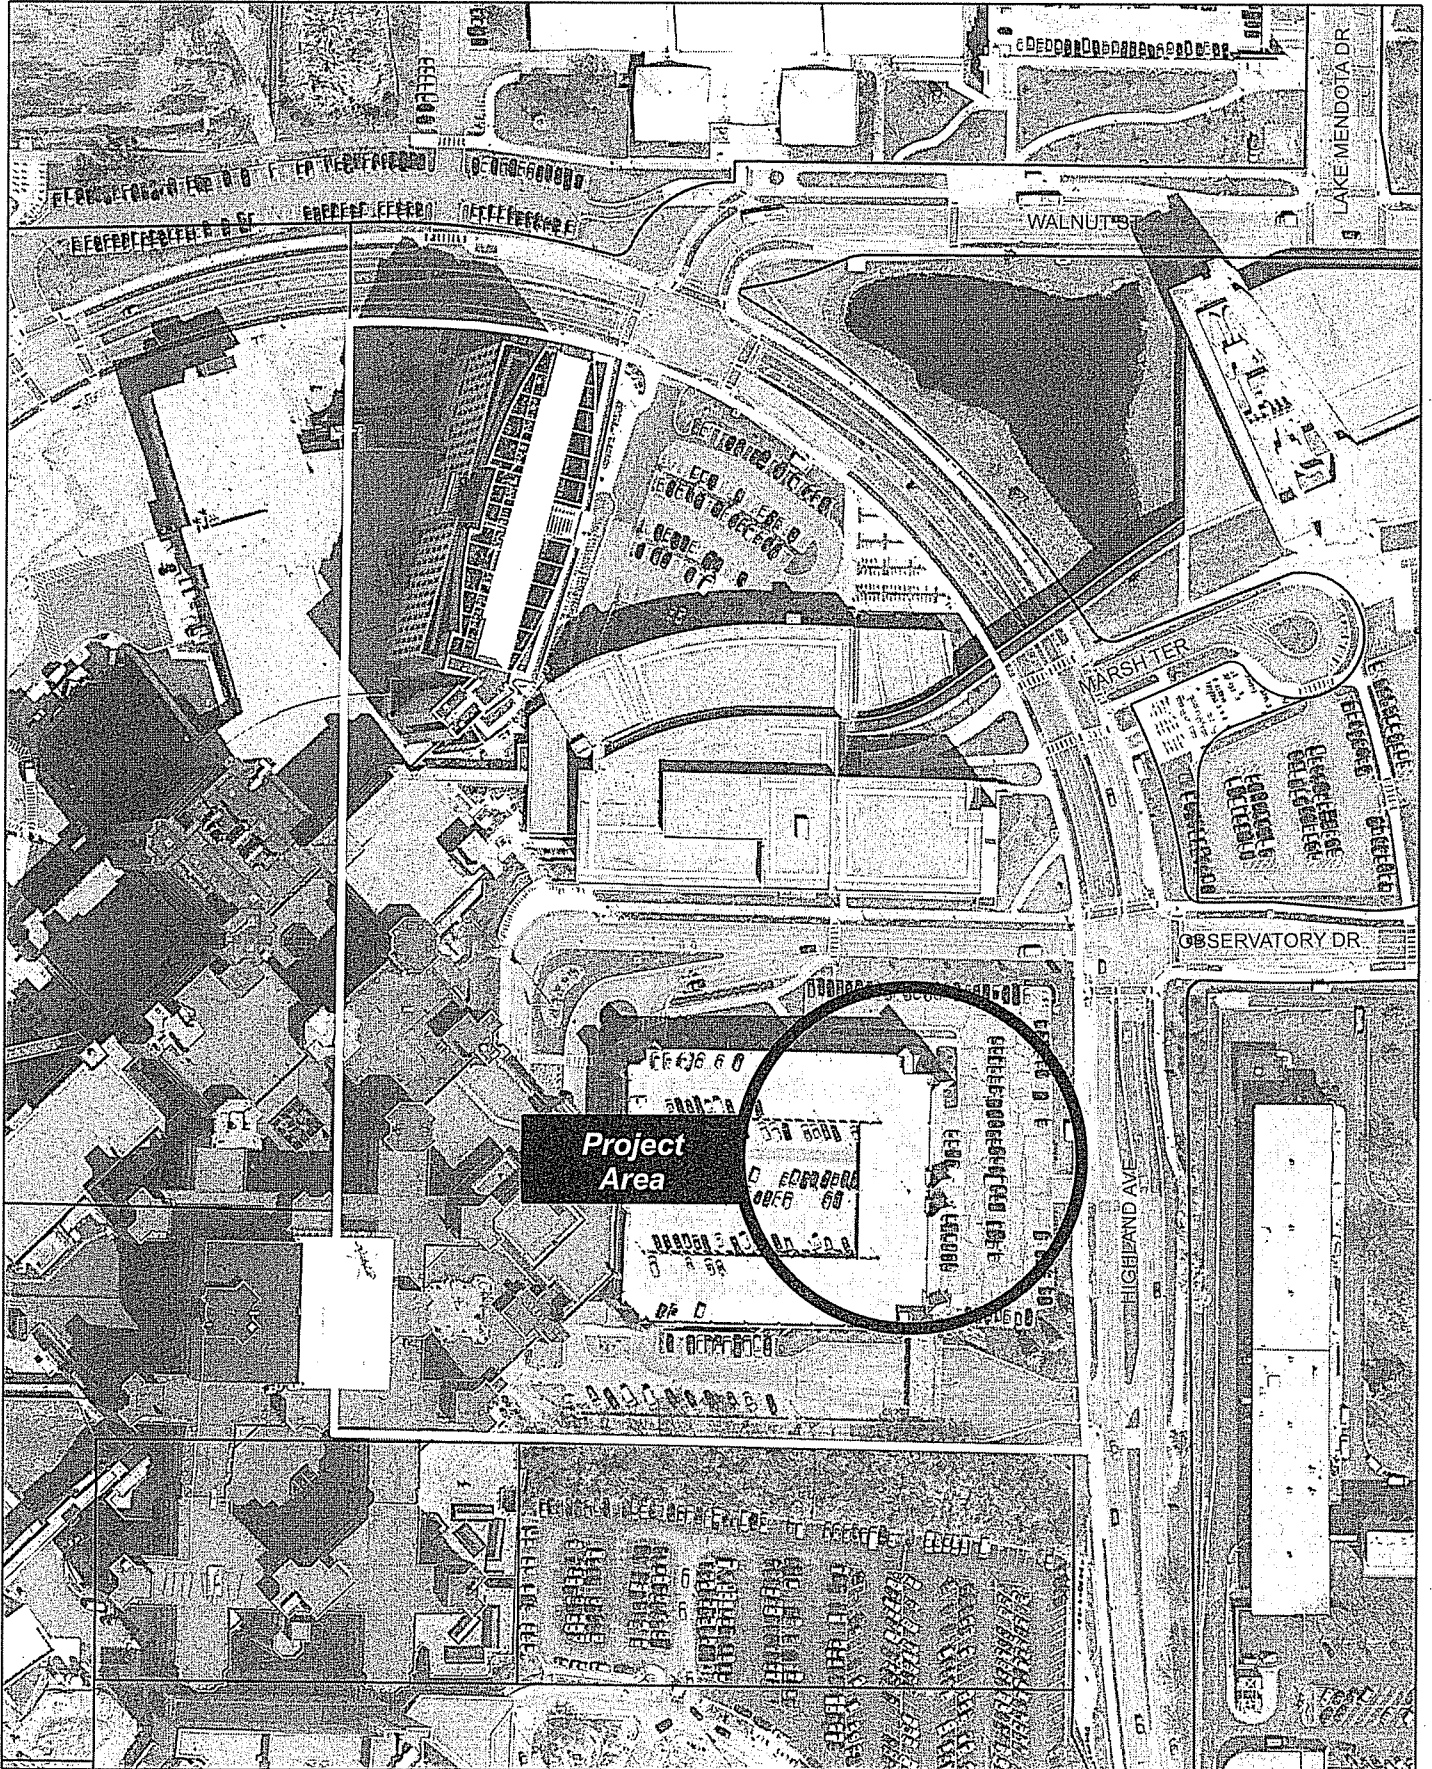 LAKE MENDOTA DR
WALNUT ST
MARSH TER
OBSERVATORY DR
Project
Area
HIGHLAND AVE